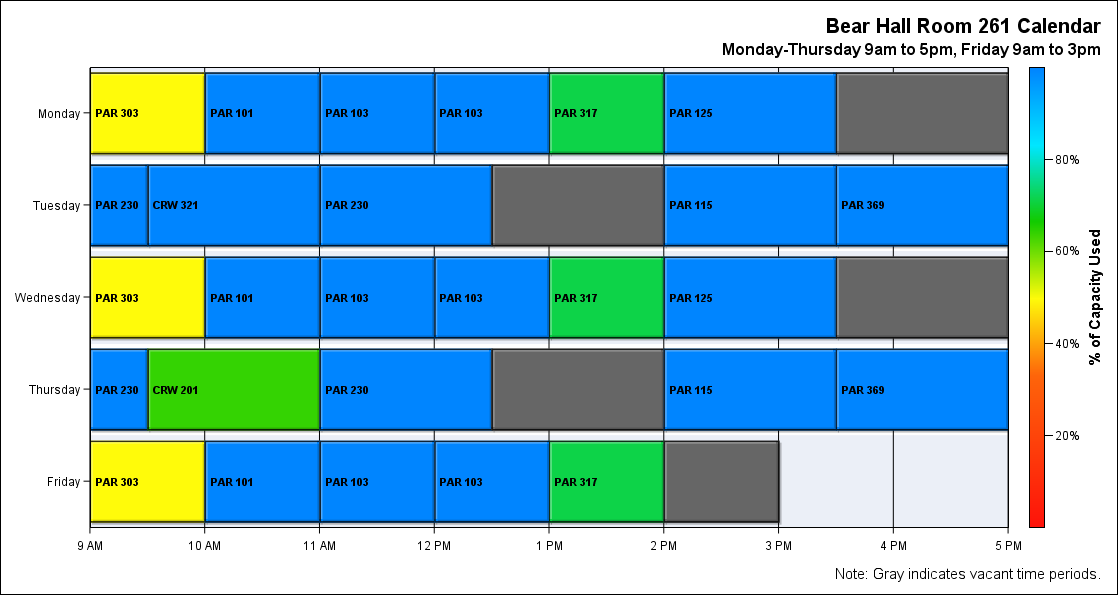 Bear Hall Room 261 Calendar
Monday-Thursday 9am to 5pm, Friday 9am to 3pm
Monday
PAR 303
PAR 101
PAR 103
PAR 103
PAR 317
PAR 125
Tuesday
PAR 230
CRW 321
PAR 230
PAR 115
PAR 369
Wednesday
PAR 303
PAR 101
PAR 103
PAR 103
PAR 317
PAR 125
Thursday
PAR 230
CRW 201
PAR 230
PAR 115
PAR 369
Friday
PAR 303
PAR 101
PAR 103
PAR 103
PAR 317
9 AM
10 AM
11 AM
12 PM
1 PM
2 PM
3 PM
4 PM
5 PM
80%
60%
40%
20%
% of Capacity Used
Note: Gray indicates vacant time periods.